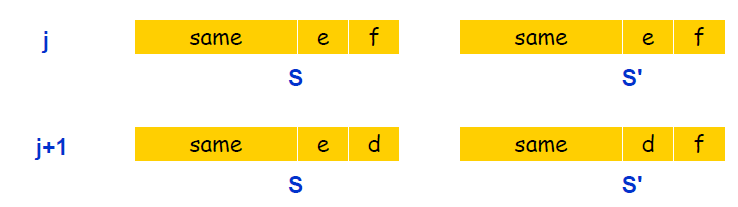 j same e f same e f
S S'
j+1 same e d same d f
S S'